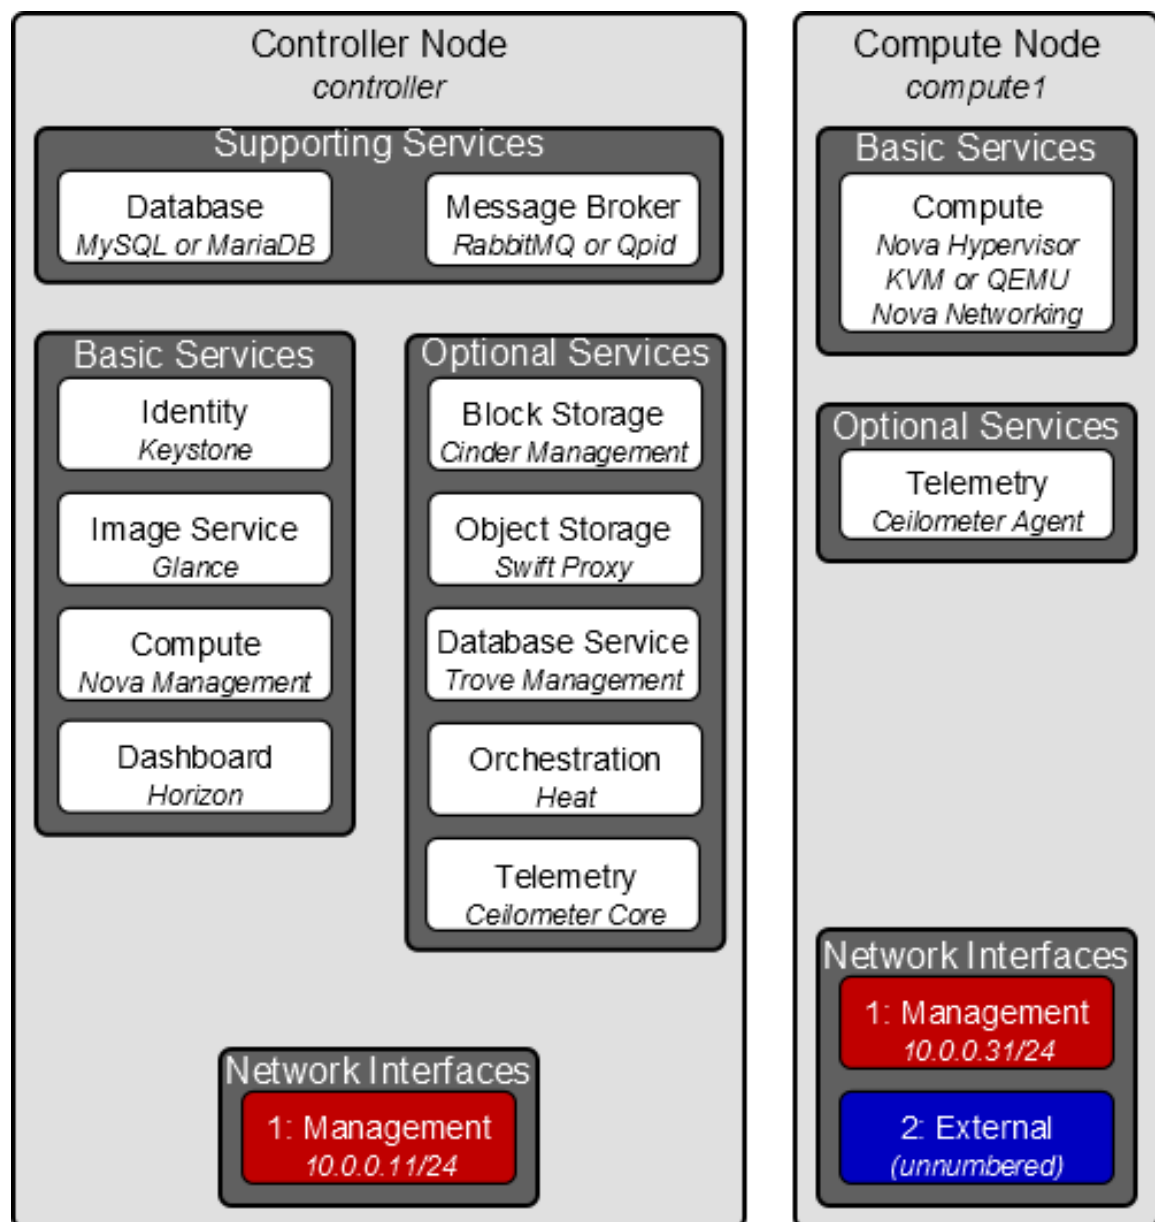 Controller Node
controller
Supporting Services
Database
MySQL or MariaDB
Message Broker
RabbitMQ or Qpid
Basic Services
Identity
Keystone
Image Service
Glance
Compute
Nova Management
Dashboard
Horizon
Optional Services
Block Storage
Cinder Management
Object Storage
Swift Proxy
Database Service
Trove Management
Orchestration
Heat
Telemetry
Ceilometer Core
Network Interfaces
1: Management
10.0.0.11/24
Compute Node
compute1
Basic Services
Compute
Nova Hypervisor
KVM or QEMU
Nova Networking
Optional Services
Telemetry
Ceilometer Agent
Network Interfaces
1: Management
10.0.0.31/24
2: External
(unnumbered)